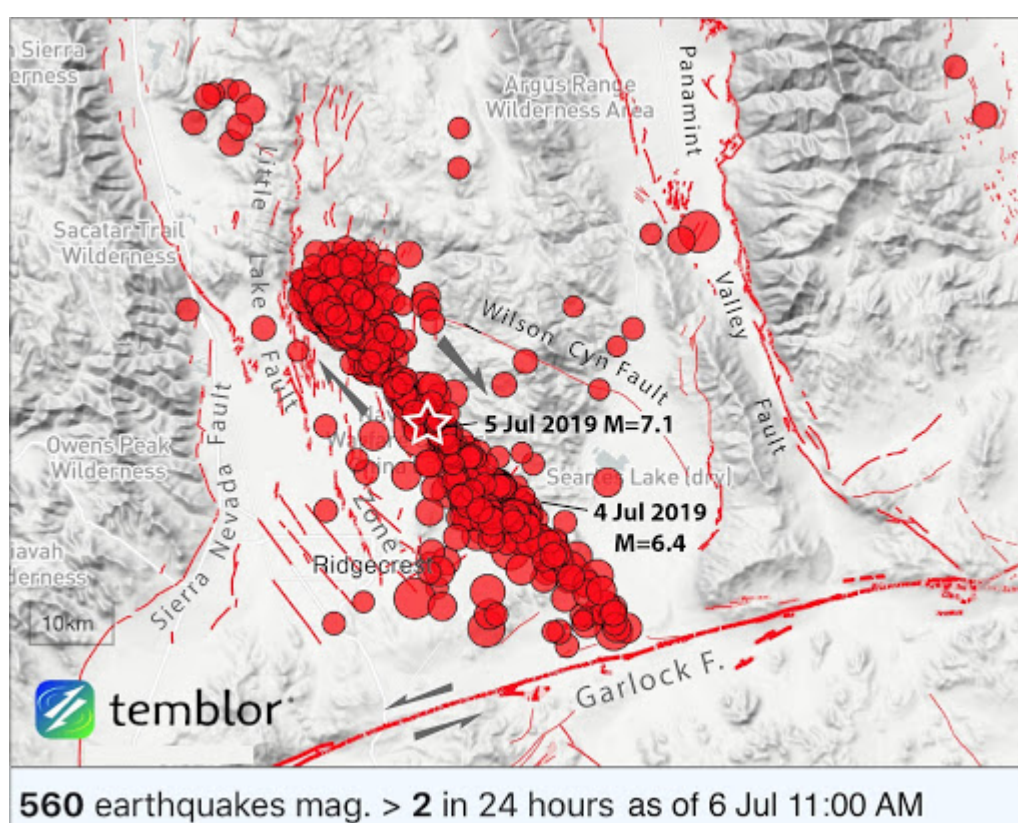 n Sierra
erness
Argus Range
Wilderness Area
Panamint
Valley
Fault
Little
Lake
Fault
Zone
Sacatar Trail
Wilderness
Wilson Cyn Fault
5 Jul 2019 M=7.1
Owens Peak
Wilderness
Searles Lake (dry)
4 Jul 2019
M=6.4
Sierra Nevada Fault
Ridgecrest
10km
Garlock F.
temblor
560 earthquakes mag. > 2 in 24 hours as of 6 Jul 11:00 AM